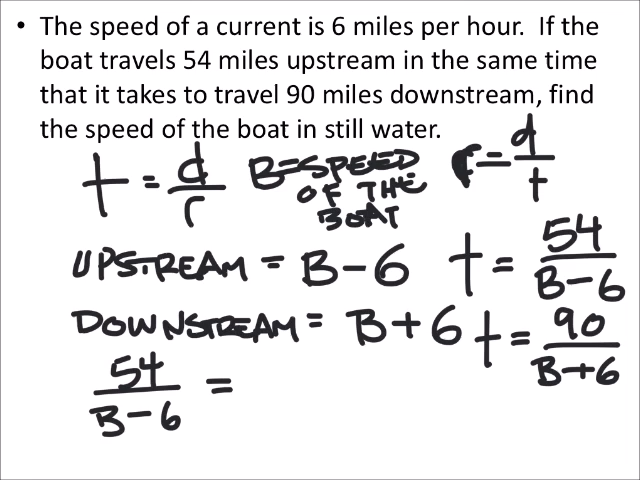 • The speed of a current is 6 miles per hour. If the
boat travels 54 miles upstream in the same time
that it takes to travel 90 miles downstream, find
the speed of the boat in still water.
t = d/r B=SPEED OF THE BOAT r = d/t
UPSTREAM = B - 6 t = 54/(B - 6)
DOWNSTREAM = B + 6 t = 90/(B + 6)
54/(B - 6) =